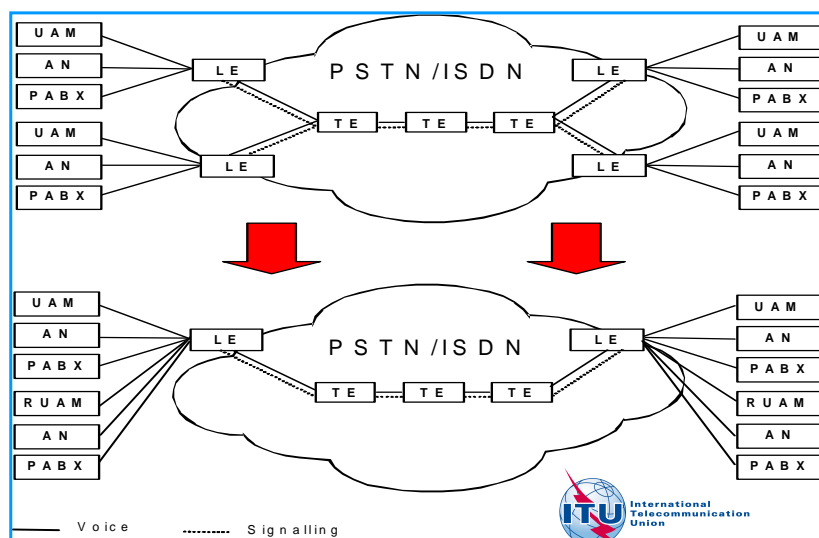 UAM
AN
PABX
UAM
AN
PABX
LE
LE
PSTN/ISDN
TE
TE
TE
LE
LE
UAM
AN
PABX
UAM
AN
PABX
UAM
AN
PABX
RUAM
AN
PABX
LE
PSTN/ISDN
TE
TE
TE
LE
UAM
AN
PABX
RUAM
AN
PABX
Voice
Signalling
ITU
International
Telecommunication
Union